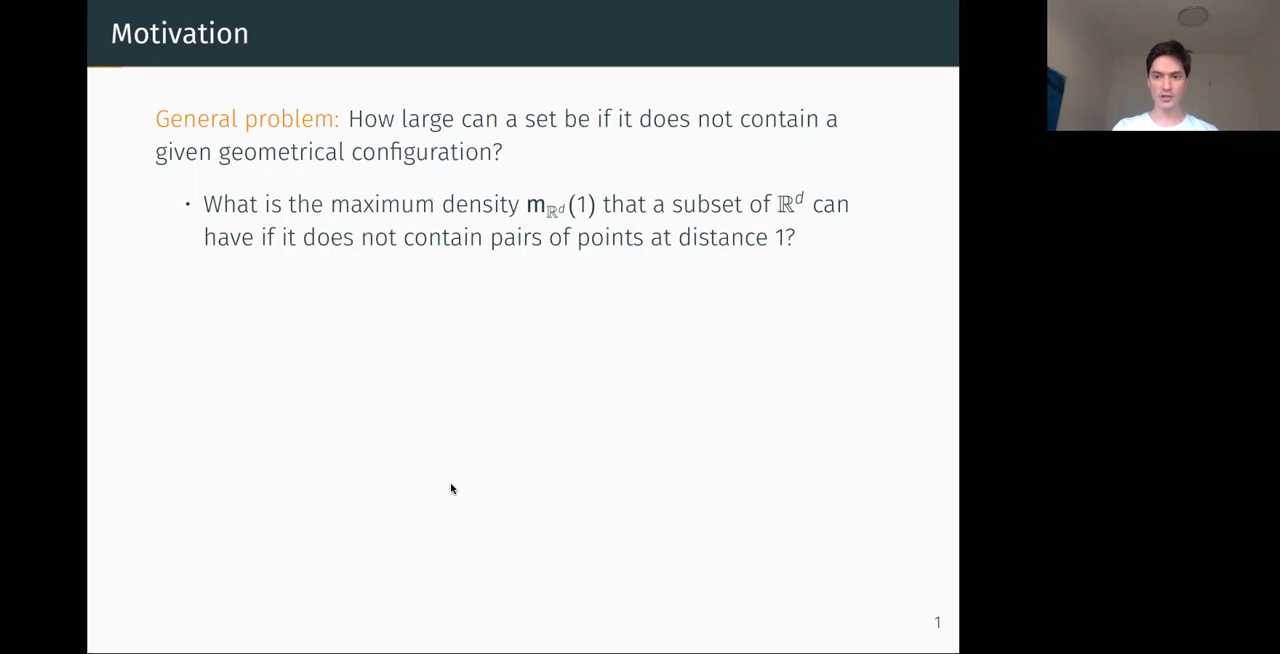 Motivation
General problem: How large can a set be if it does not contain a
given geometrical configuration?
· What is the maximum density m_{ℝ^d}(1) that a subset of ℝ^d can
have if it does not contain pairs of points at distance 1?
1